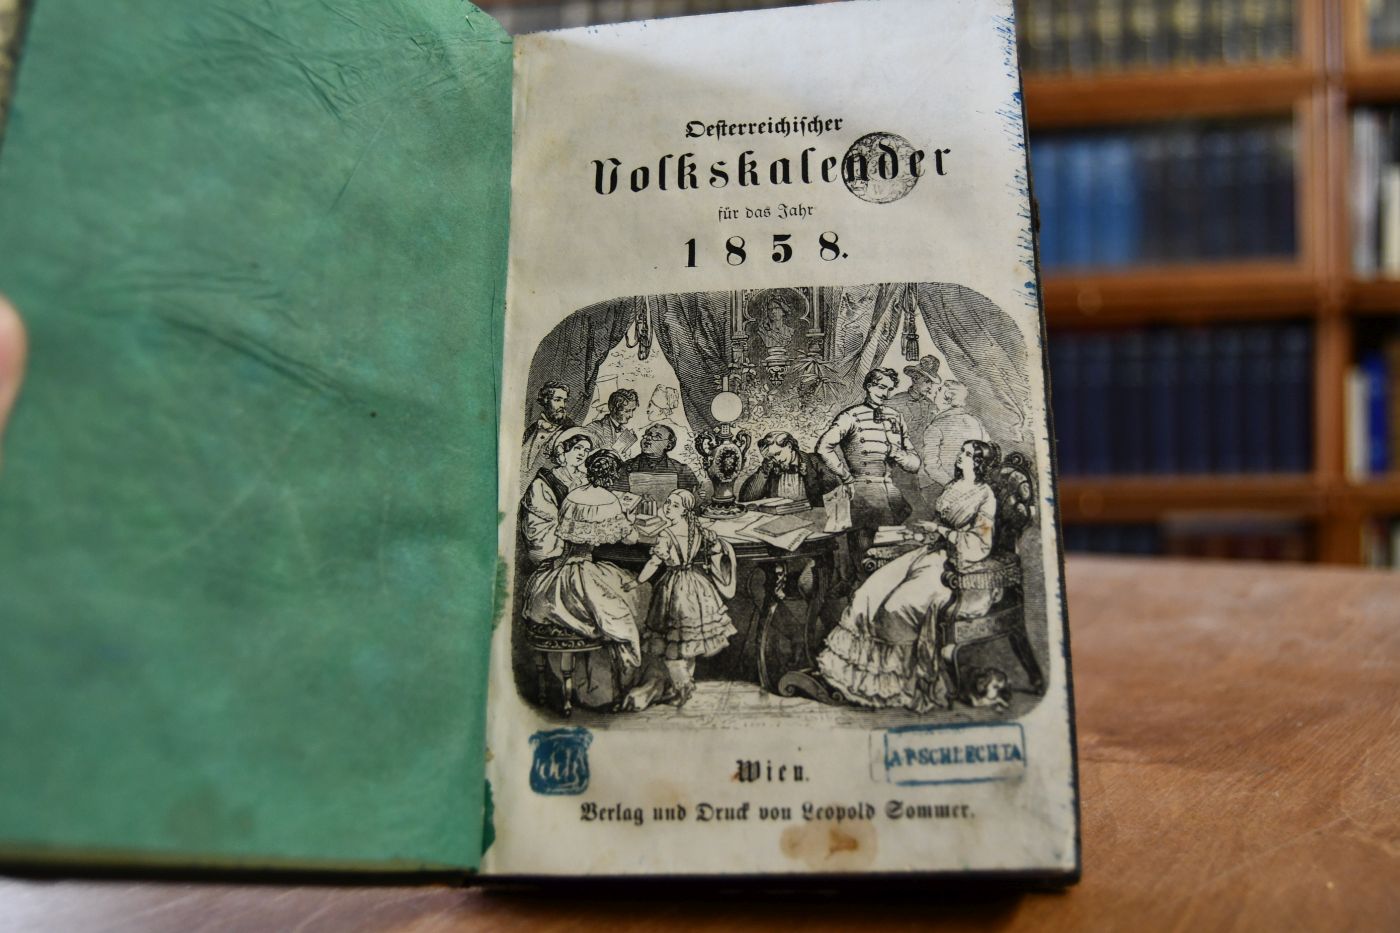 Oesterreichischer
Volkskalender
für das Jahr
1858.
Wien.
Verlag und Druck von Leopold Sommer.